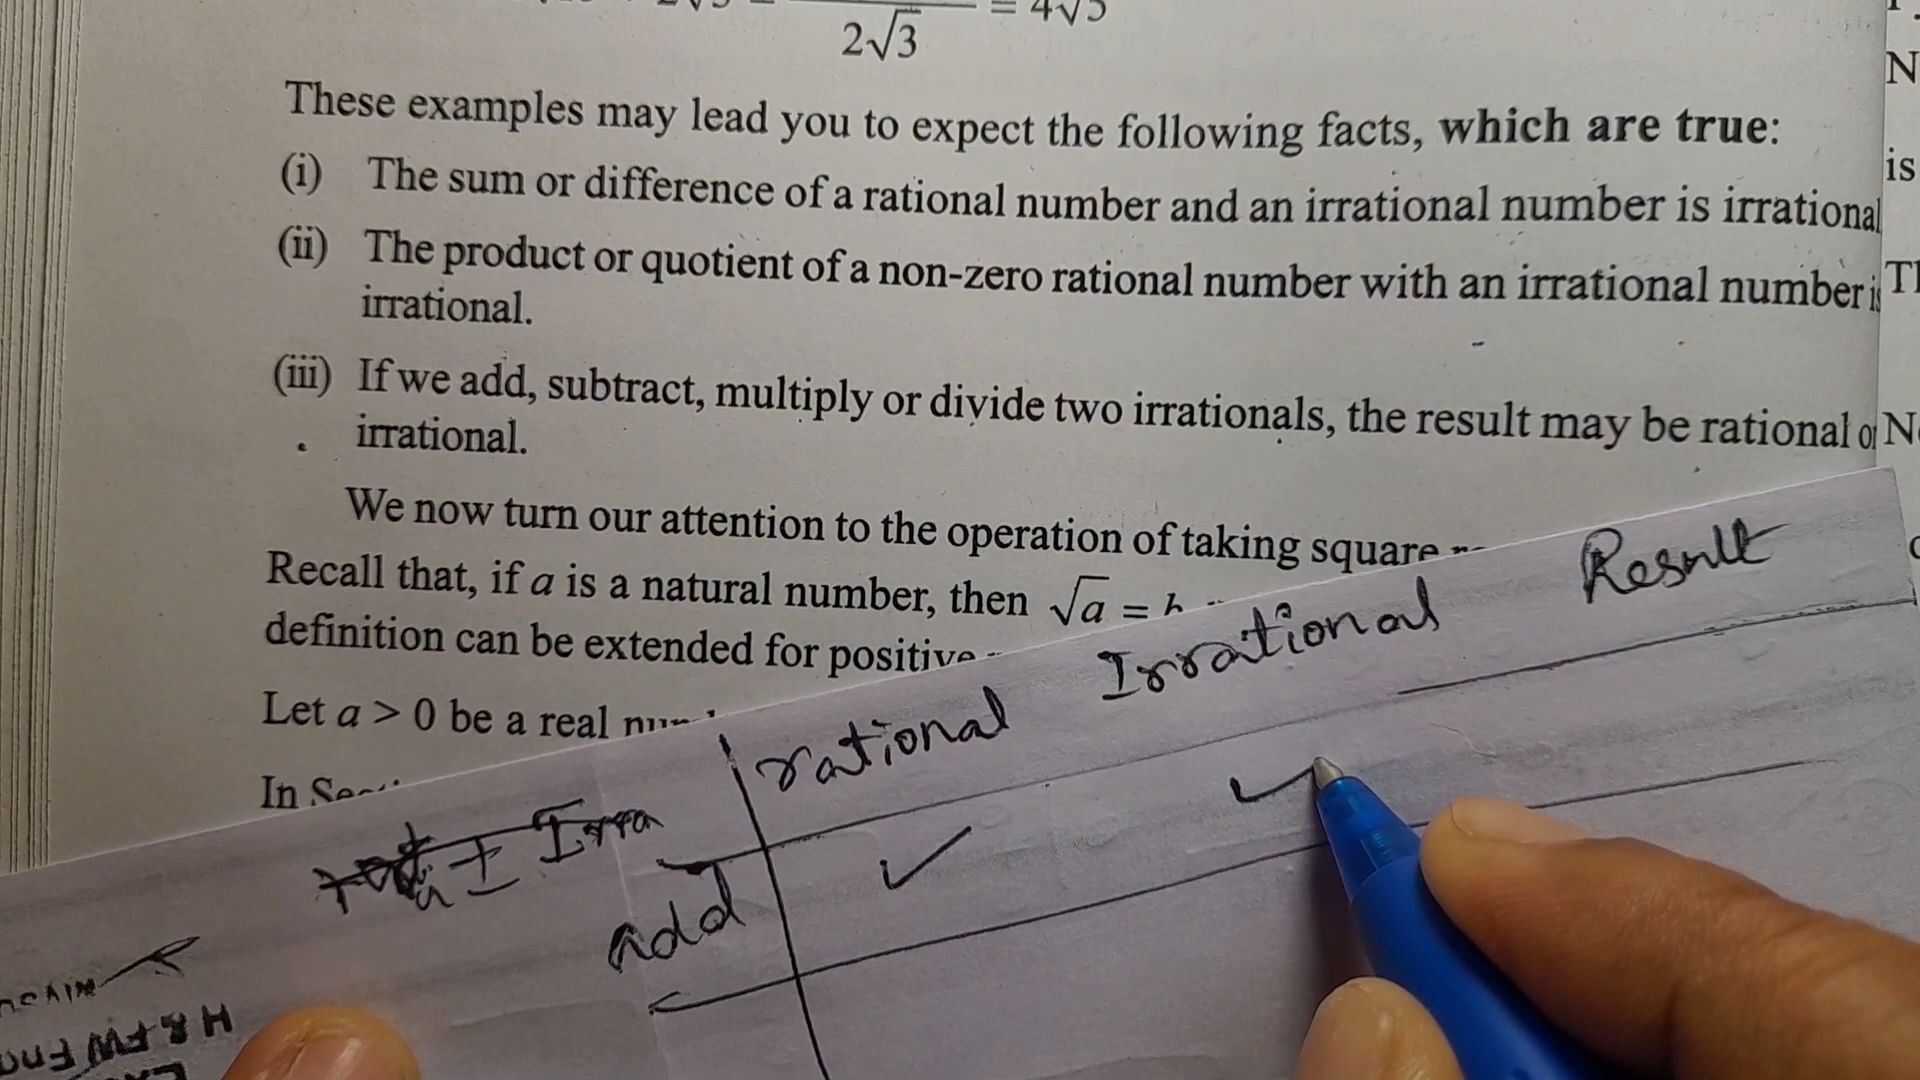 2√3 = 4√5
These examples may lead you to expect the following facts, which are true:
(i) The sum or difference of a rational number and an irrational number is irrational
(ii) The product or quotient of a non-zero rational number with an irrational number is
irrational.
(iii) If we add, subtract, multiply or divide two irrationals, the result may be rational or
irrational.
We now turn our attention to the operation of taking square
Recall that, if a is a natural number, then √a = b
definition can be extended for positive
Let a > 0 be a real
In
rational Irrational Result
± Irra
add ✓ ✓
H & FW
N
is